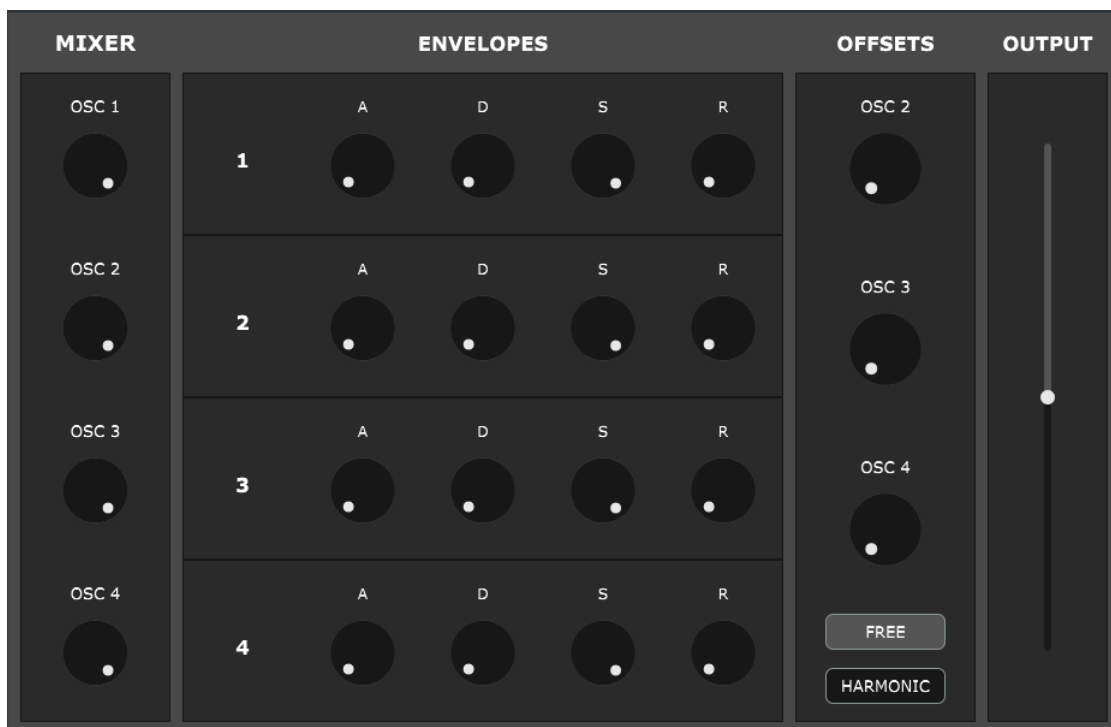 MIXER
ENVELOPES
OFFSETS
OUTPUT
OSC 1
OSC 2
OSC 3
OSC 4
1
A D S R
2
A D S R
3
A D S R
4
A D S R
OSC 2
OSC 3
OSC 4
FREE
HARMONIC